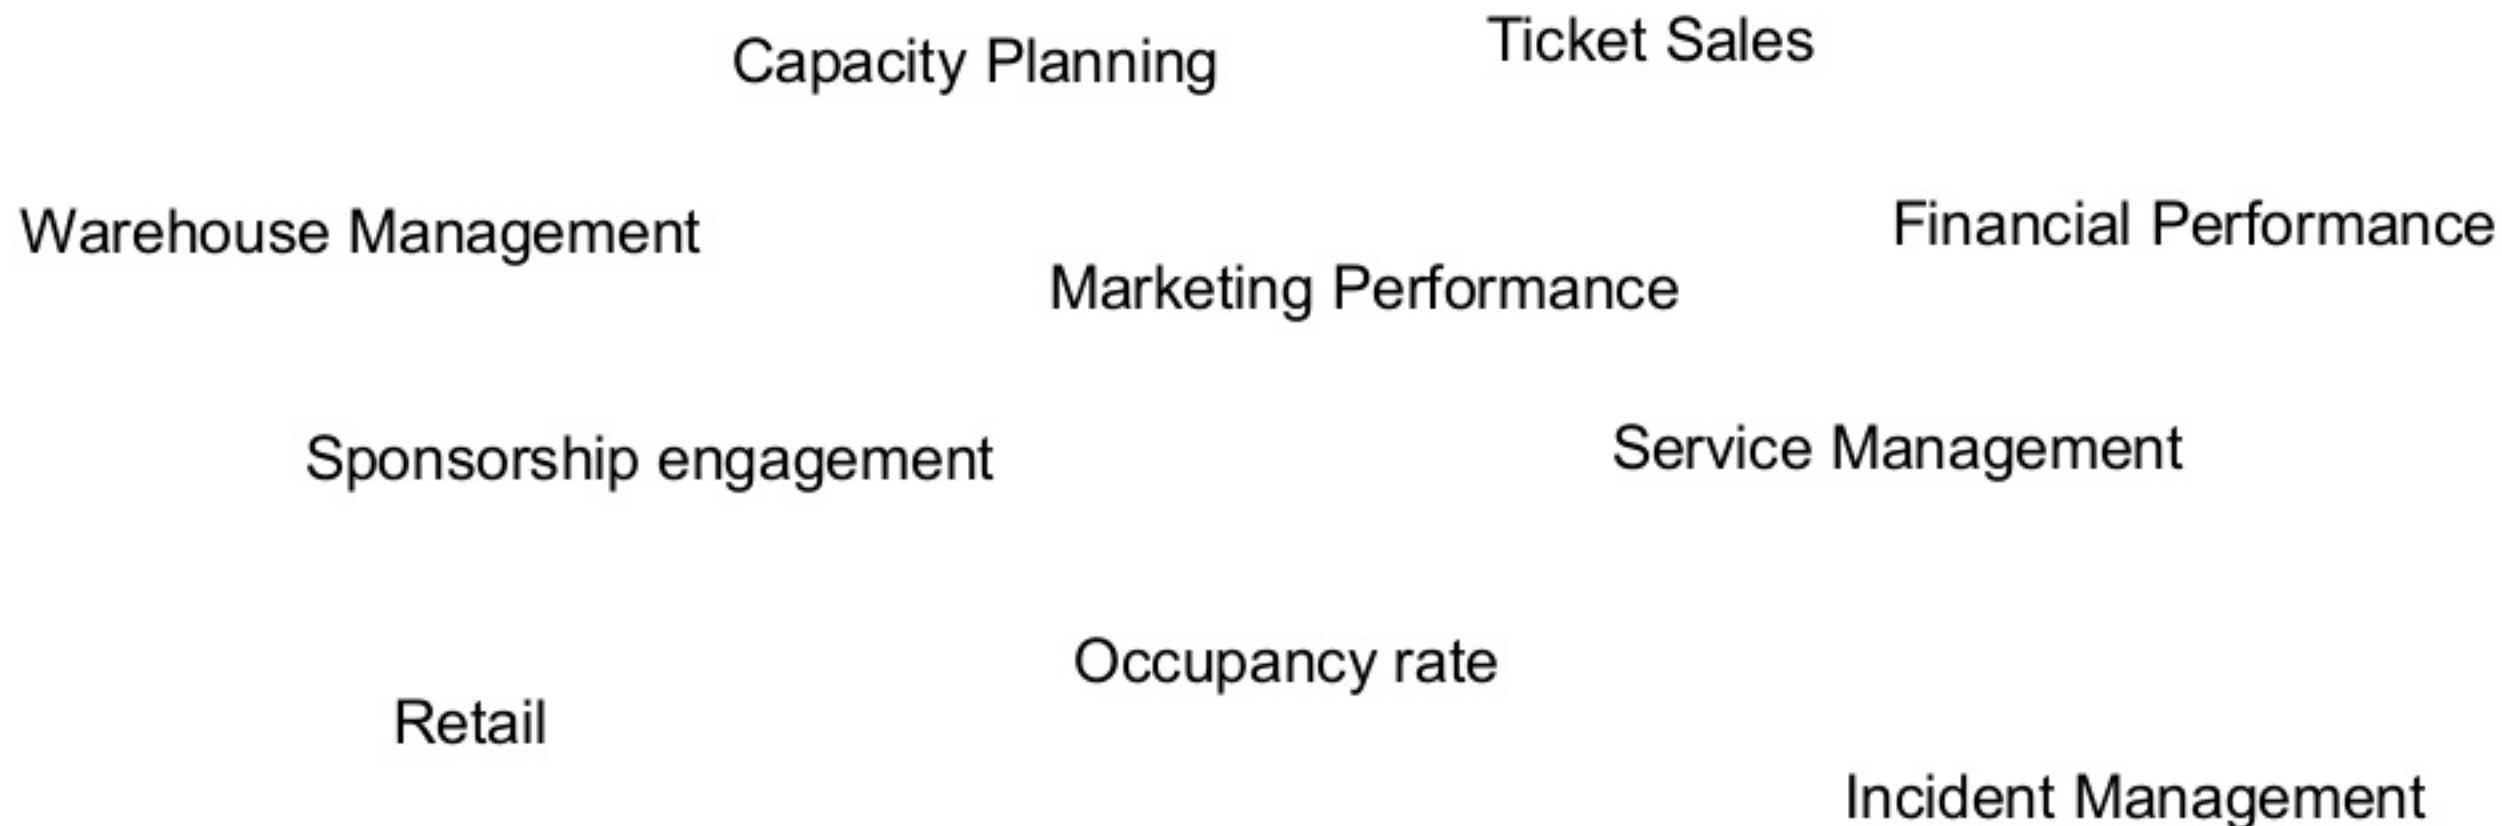 Ticket Sales
Capacity Planning
Financial Performance
Warehouse Management
Marketing Performance
Service Management
Sponsorship engagement
Occupancy rate
Retail
Incident Management